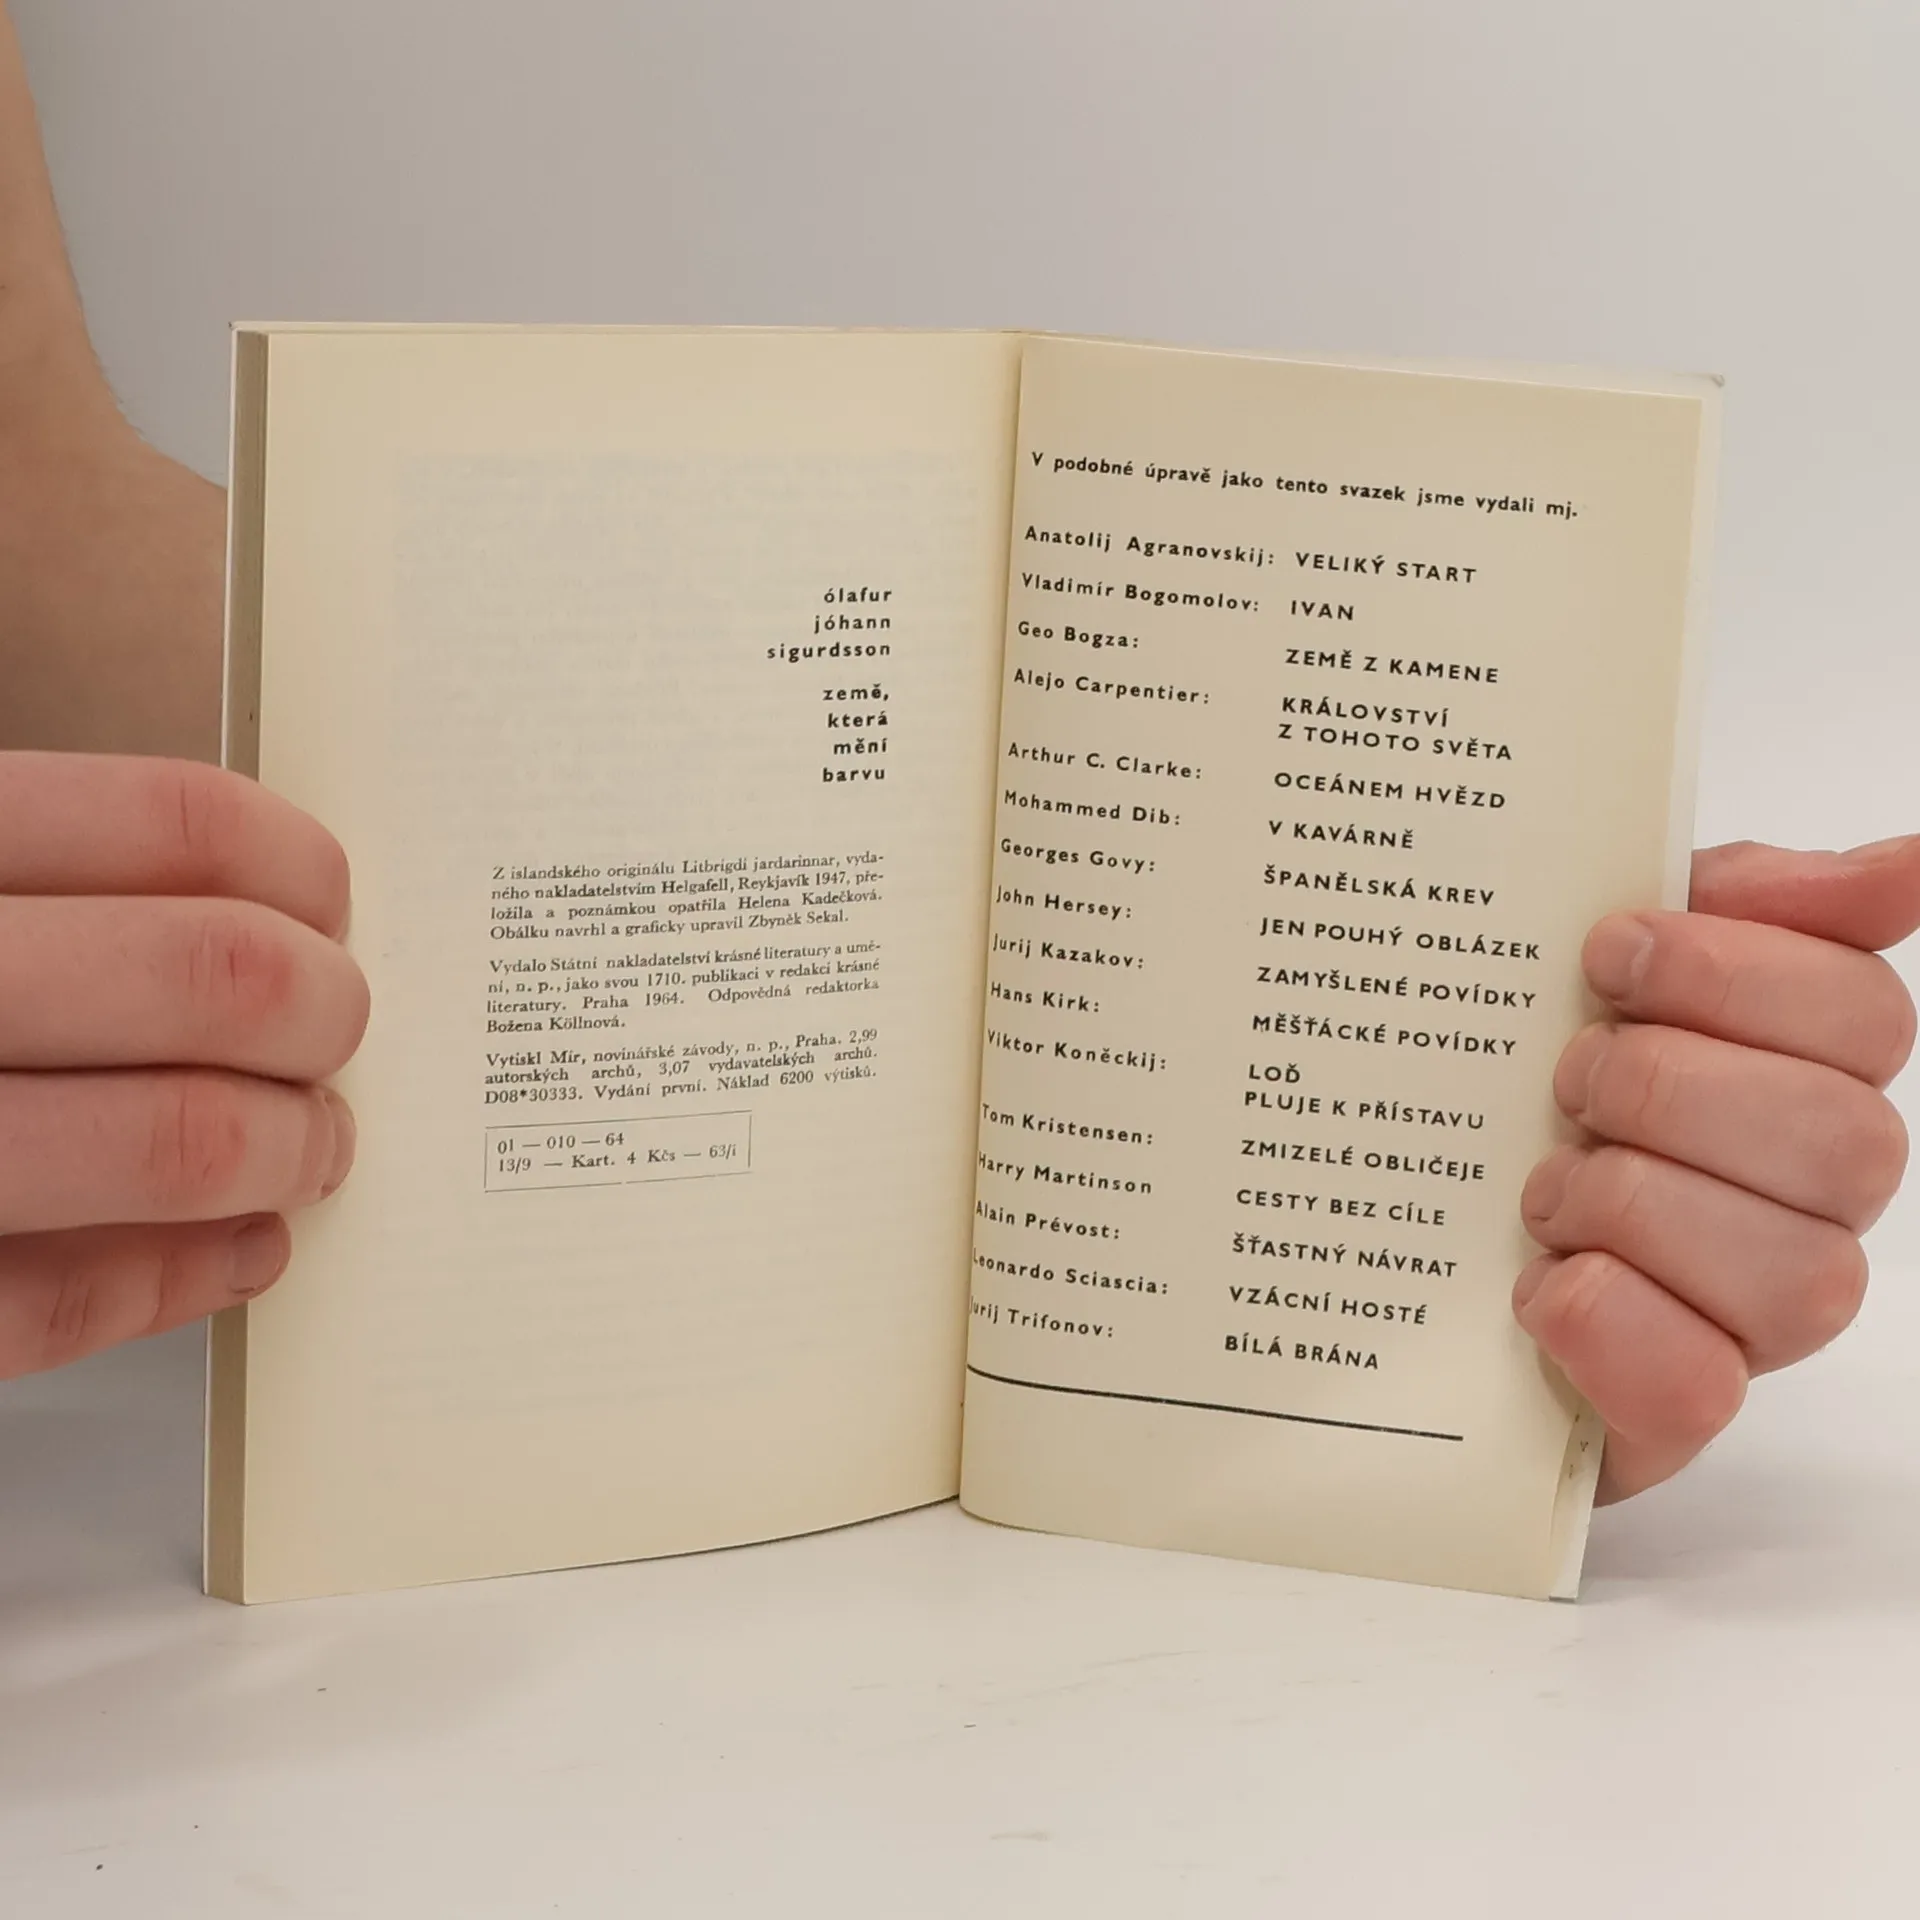 ólafur
jóhann
sigurdsson
země,
která
mění
barvu
Z islandského originálu Litbrigdi jardarinnar, vyda-
ného nakladatelstvím Helgafell, Reykjavík 1947, pře-
ložila a poznámkou opatřila Helena Kadečková.
Obálku navrhl a graficky upravil Zbyněk Sekal.
Vydalo Státní nakladatelství krásné literatury a umě-
ní, n. p., jako svou 1710. publikaci v redakci krásné
literatury. Praha 1964. Odpovědná redaktorka
Božena Köllnová.
Vytiskl Mír, novinářské závody, n. p., Praha. 2,99
autorských archů, 3,07 vydavatelských archů.
D08*30333. Vydání první. Náklad 6200 výtisků.
01 — 010 — 64
13/9 — Kart. 4 Kčs — 63/i
V podobné úpravě jako tento svazek jsme vydali mj.
Anatolij Agranovskij: VELIKÝ START
Vladimír Bogomolov: IVAN
Geo Bogza: ZEMĚ Z KAMENE
Alejo Carpentier: KRÁLOVSTVÍ
Z TOHOTO SVĚTA
Arthur C. Clarke: OCEÁNEM HVĚZD
Mohammed Dib: V KAVÁRNĚ
Georges Govy: ŠPANĚLSKÁ KREV
John Hersey: JEN POUHÝ OBLÁZEK
Jurij Kazakov: ZAMYŠLENÉ POVÍDKY
Hans Kirk: MĚŠŤÁCKÉ POVÍDKY
Viktor Koněckij: LOĎ
PLUJE K PŘÍSTAVU
Tom Kristensen: ZMIZELÉ OBLIČEJE
Harry Martinson CESTY BEZ CÍLE
Alain Prévost: ŠŤASTNÝ NÁVRAT
Leonardo Sciascia: VZÁCNÍ HOSTÉ
Jurij Trifonov: BÍLÁ BRÁNA